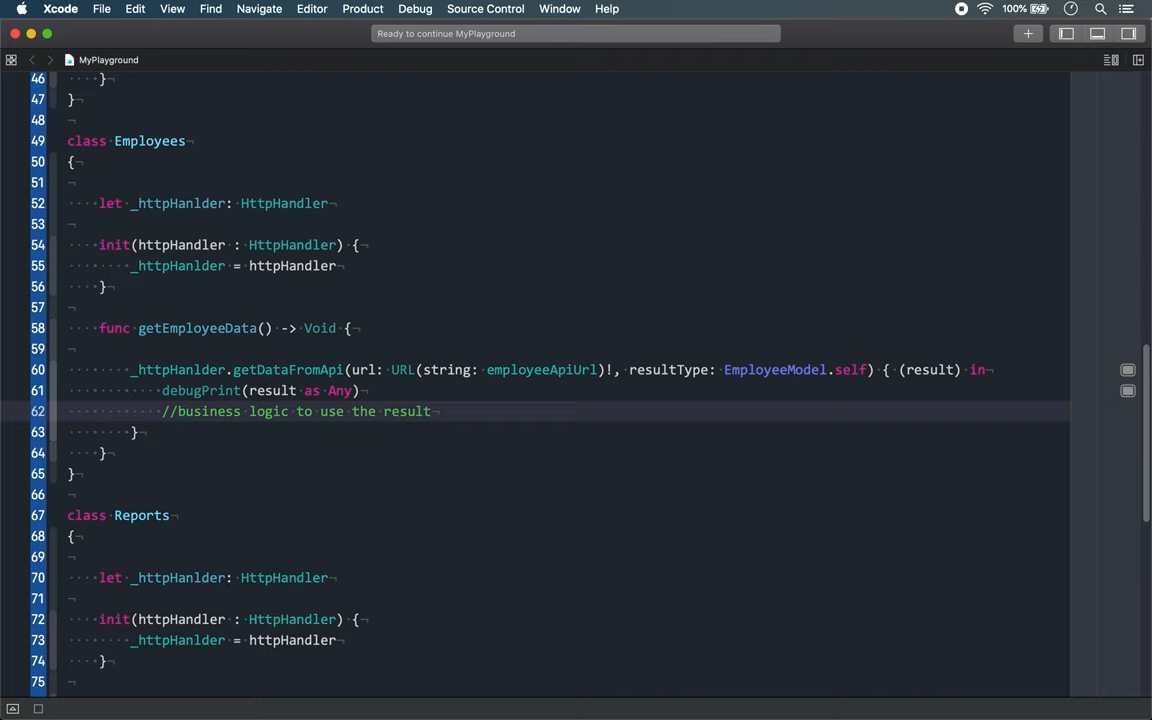 Xcode File Edit View Find Navigate Editor Product Debug Source Control Window Help 100%
Ready to continue MyPlayground
MyPlayground
46 }
47 }
48
49 class Employees
50 {
51
52 let _httpHanlder: HttpHandler
53
54 init(httpHandler : HttpHandler) {
55 _httpHanlder = httpHandler
56 }
57
58 func getEmployeeData() -> Void {
59
60 _httpHanlder.getDataFromApi(url: URL(string: employeeApiUrl)!, resultType: EmployeeModel.self) { (result) in
61 debugPrint(result as Any)
62 //business logic to use the result
63 }
64 }
65 }
66
67 class Reports
68 {
69
70 let _httpHanlder: HttpHandler
71
72 init(httpHandler : HttpHandler) {
73 _httpHanlder = httpHandler
74 }
75